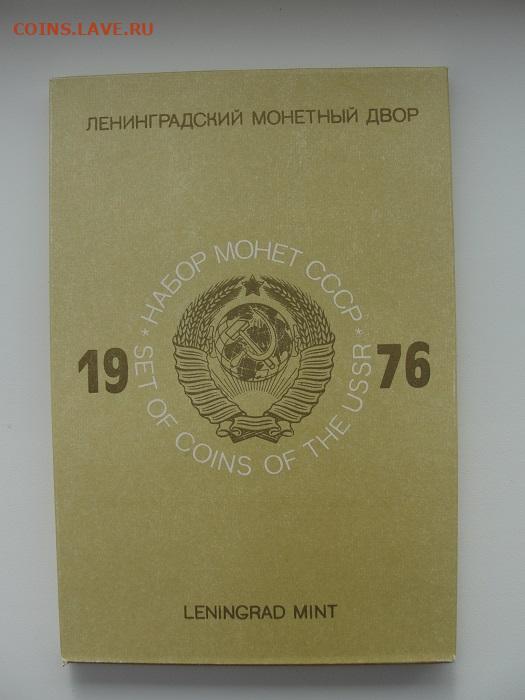 COINS.LAVE.RU
ЛЕНИНГРАДСКИЙ МОНЕТНЫЙ ДВОР
* НАБОР МОНЕТ СССР *
19 76
SET OF COINS OF THE USSR
LENINGRAD MINT